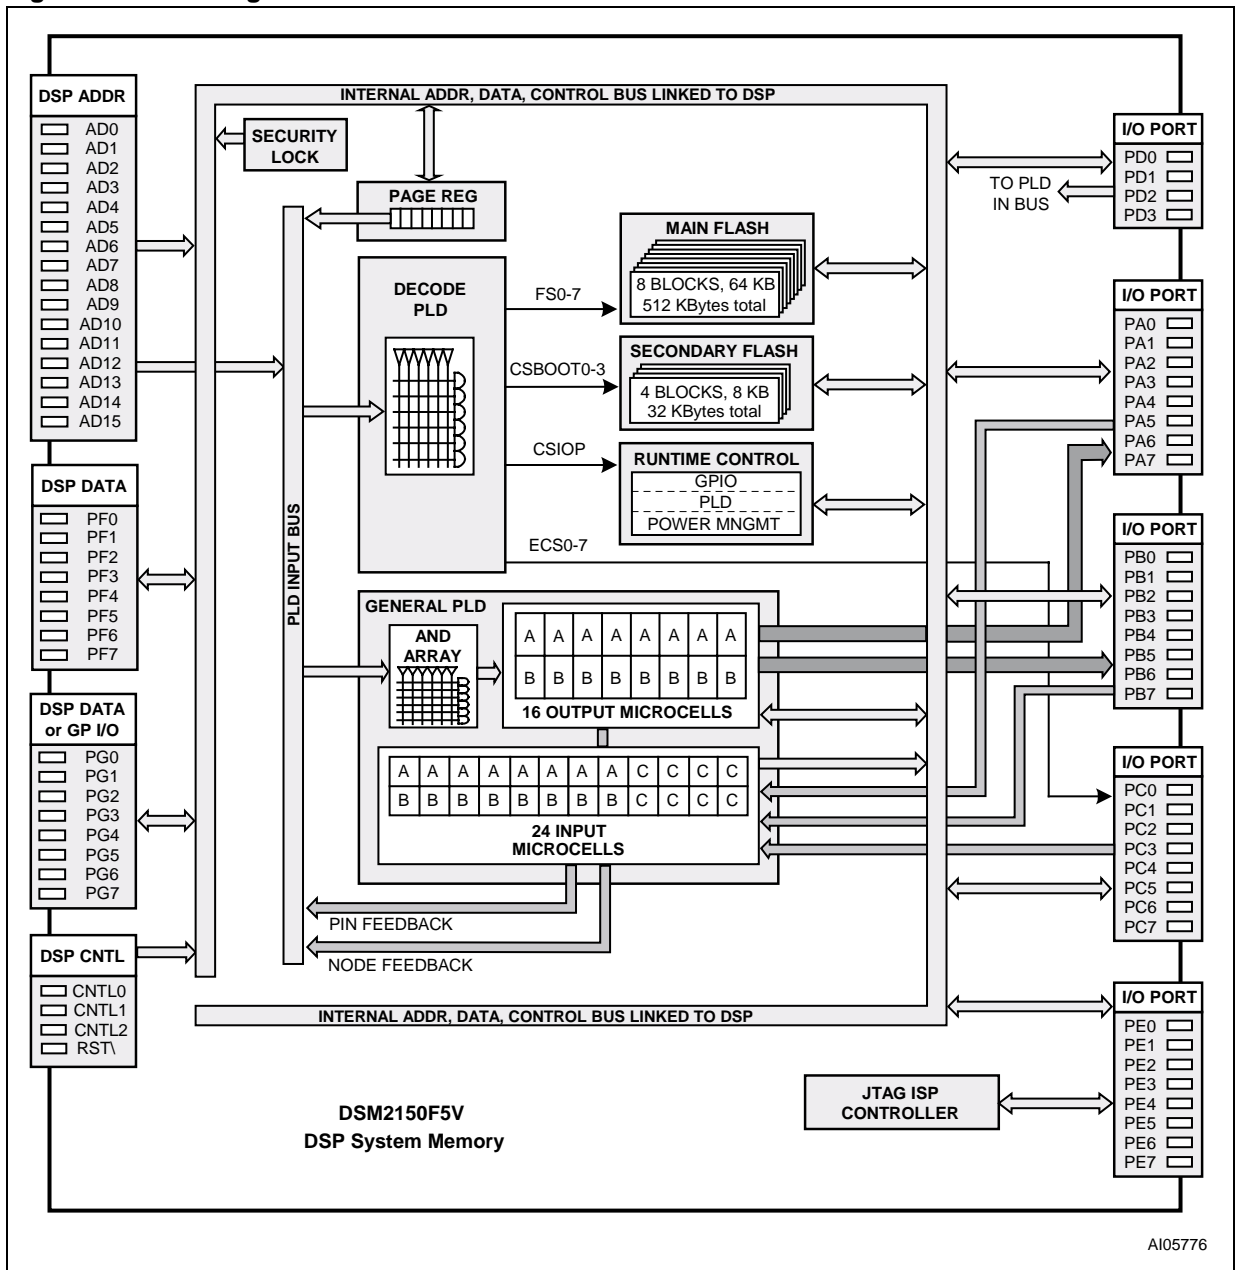 INTERNAL ADDR, DATA, CONTROL BUS LINKED TO DSP
DSP ADDR
AD0
AD1
AD2
AD3
AD4
AD5
AD6
AD7
AD8
AD9
AD10
AD11
AD12
AD13
AD14
AD15
DSP DATA
PF0
PF1
PF2
PF3
PF4
PF5
PF6
PF7
DSP DATA
or GP I/O
PG0
PG1
PG2
PG3
PG4
PG5
PG6
PG7
DSP CNTL
CNTL0
CNTL1
CNTL2
RST\
SECURITY
LOCK
PAGE REG
PLD INPUT BUS
DECODE
PLD
FS0-7
CSBOOT0-3
CSIOP
ECS0-7
MAIN FLASH
8 BLOCKS, 64 KB
512 KBytes total
SECONDARY FLASH
4 BLOCKS, 8 KB
32 KBytes total
RUNTIME CONTROL
GPIO
PLD
POWER MNGMT
GENERAL PLD
AND
ARRAY
A A A A A A A A
B B B B B B B B
16 OUTPUT MICROCELLS
A A A A A A A A C C C C
B B B B B B B B C C C C
24 INPUT
MICROCELLS
PIN FEEDBACK
NODE FEEDBACK
INTERNAL ADDR, DATA, CONTROL BUS LINKED TO DSP
I/O PORT
PD0
PD1
PD2
PD3
TO PLD
IN BUS
I/O PORT
PA0
PA1
PA2
PA3
PA4
PA5
PA6
PA7
I/O PORT
PB0
PB1
PB2
PB3
PB4
PB5
PB6
PB7
I/O PORT
PC0
PC1
PC2
PC3
PC4
PC5
PC6
PC7
I/O PORT
PE0
PE1
PE2
PE3
PE4
PE5
PE6
PE7
JTAG ISP
CONTROLLER
DSM2150F5V
DSP System Memory
AI05776